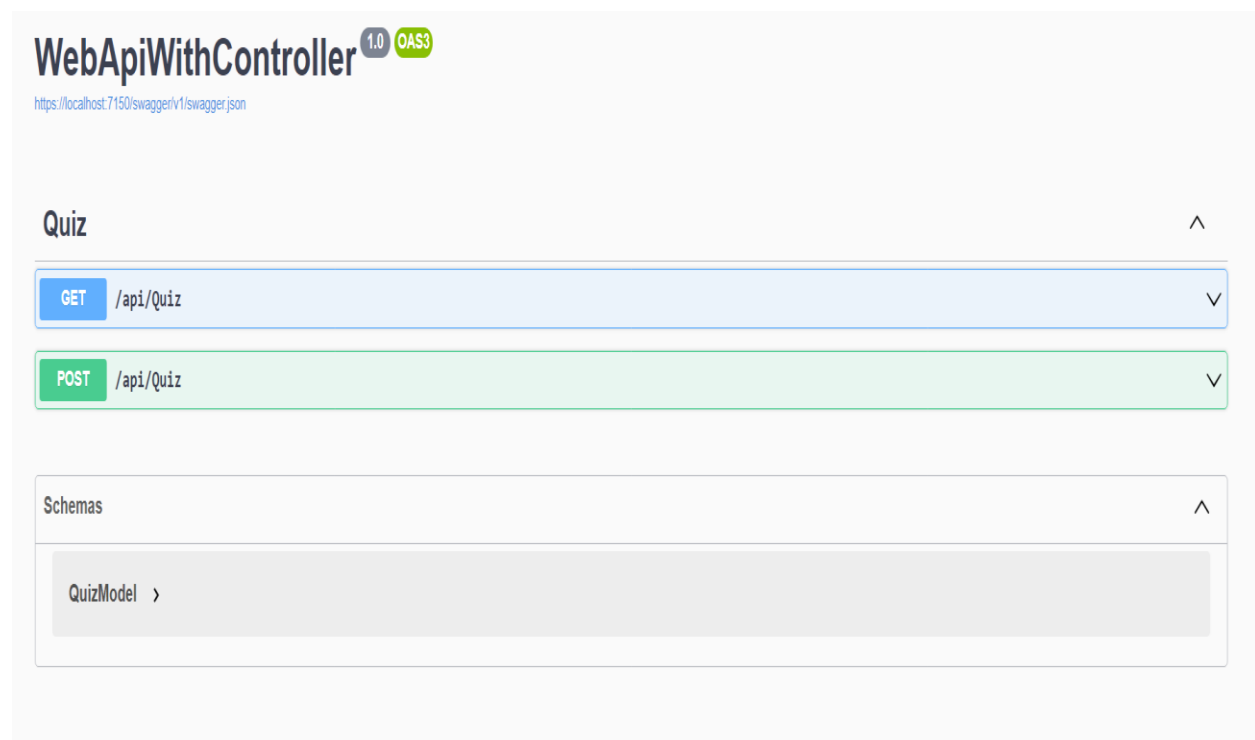 WebApiWithController 1.0 OAS3
https://localhost:7150/swagger/v1/swagger.json
Quiz
GET /api/Quiz
POST /api/Quiz
Schemas
QuizModel